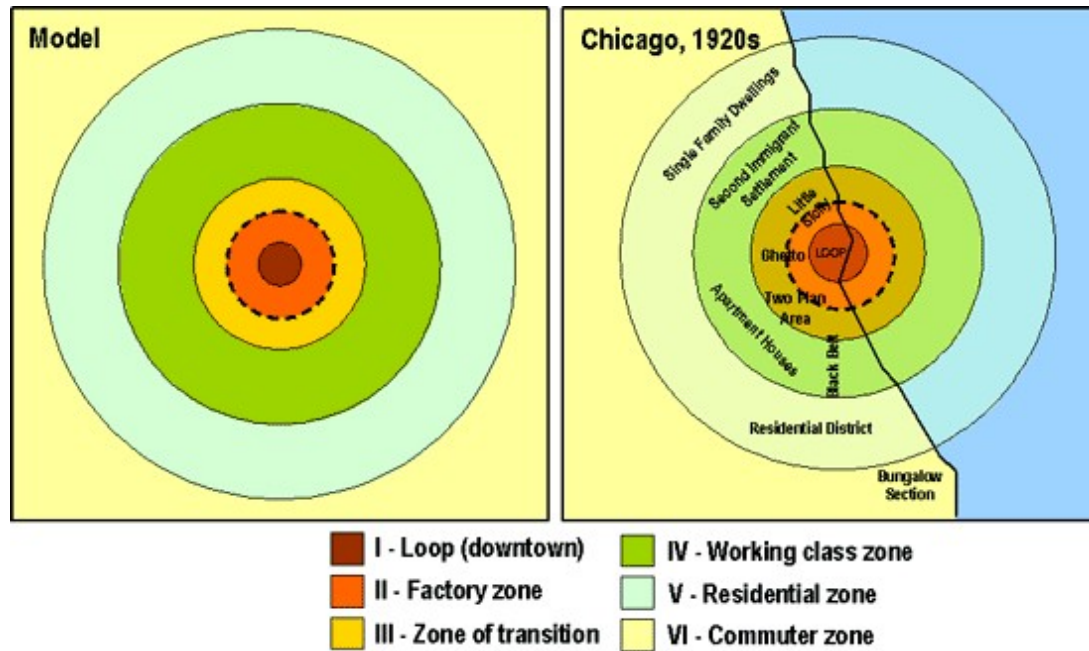 Model
Chicago, 1920s
Single Family Dwellings
Second Immigrant
Settlement
Little
Sicily
Ghetto
LOOP
Two Plan
Area
Apartment Houses
Black Belt
Residential District
Bungalow
Section
I - Loop (downtown)
II - Factory zone
III - Zone of transition
IV - Working class zone
V - Residential zone
VI - Commuter zone